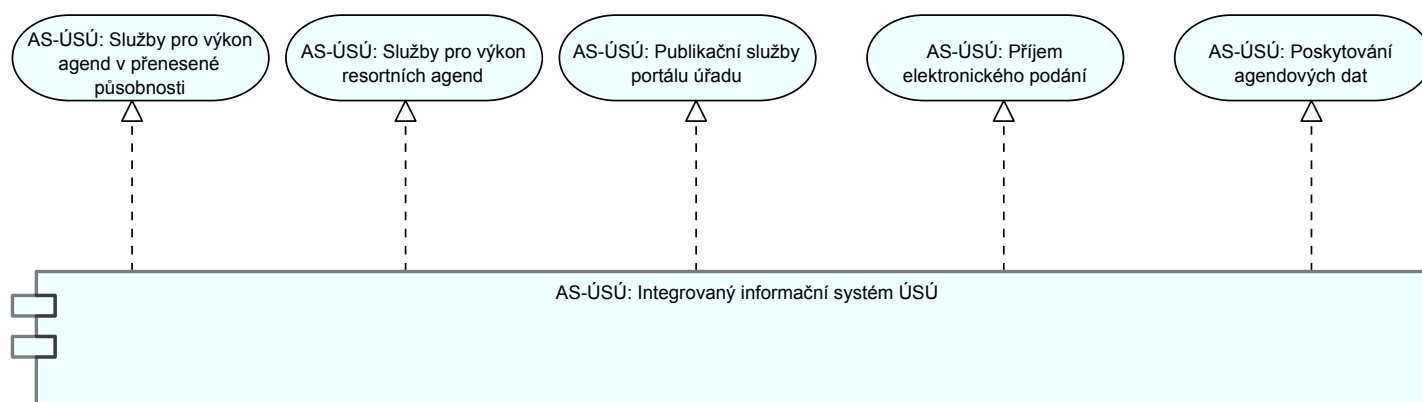 AS-ÚSÚ: Služby pro výkon
agend v přenesené
působnosti
AS-ÚSÚ: Služby pro výkon
resortních agend
AS-ÚSÚ: Publikační služby
portálu úřadu
AS-ÚSÚ: Příjem
elektronického podání
AS-ÚSÚ: Poskytování
agendových dat
AS-ÚSÚ: Integrovaný informační systém ÚSÚ